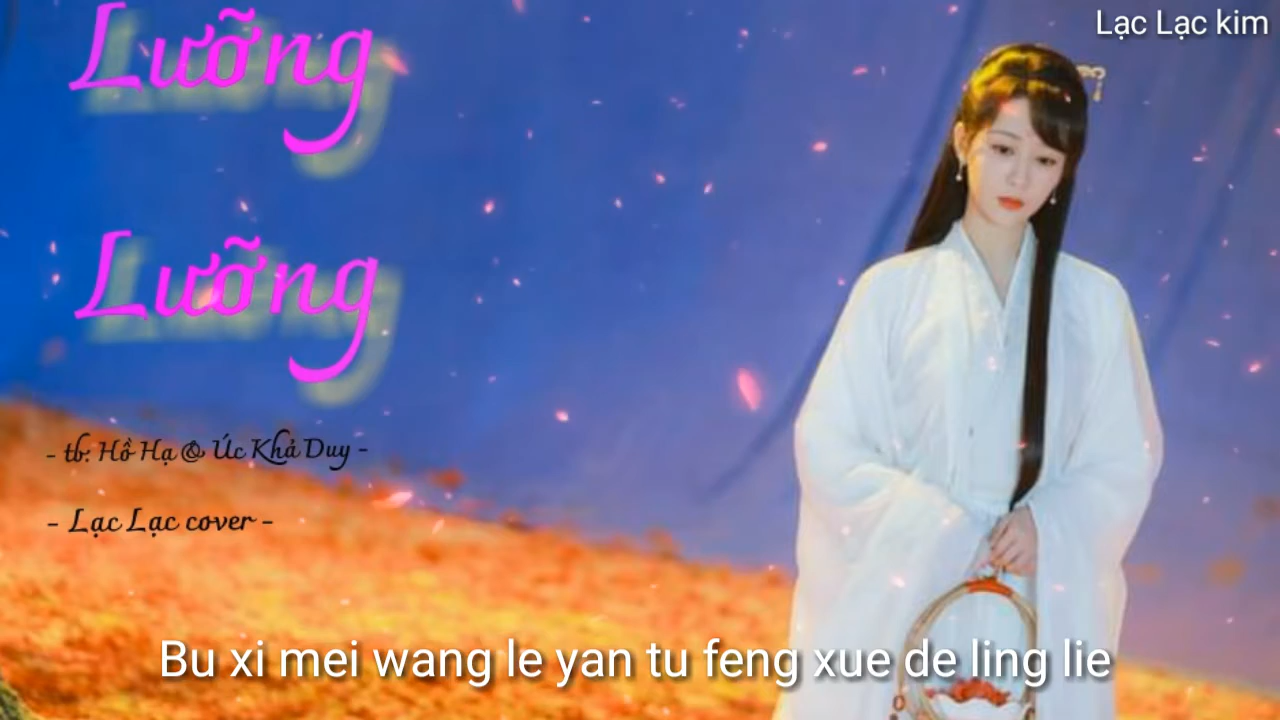 Lạc Lạc kim
Lưỡng
Lưỡng
- tb: Hồ Hạ & Úc Khả Duy -
- Lạc Lạc cover -
Bu xi mei wang le yan tu feng xue de ling lie